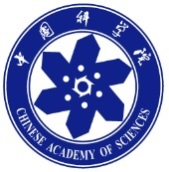 中国科学院
CHINESE ACADEMY OF SCIENCES